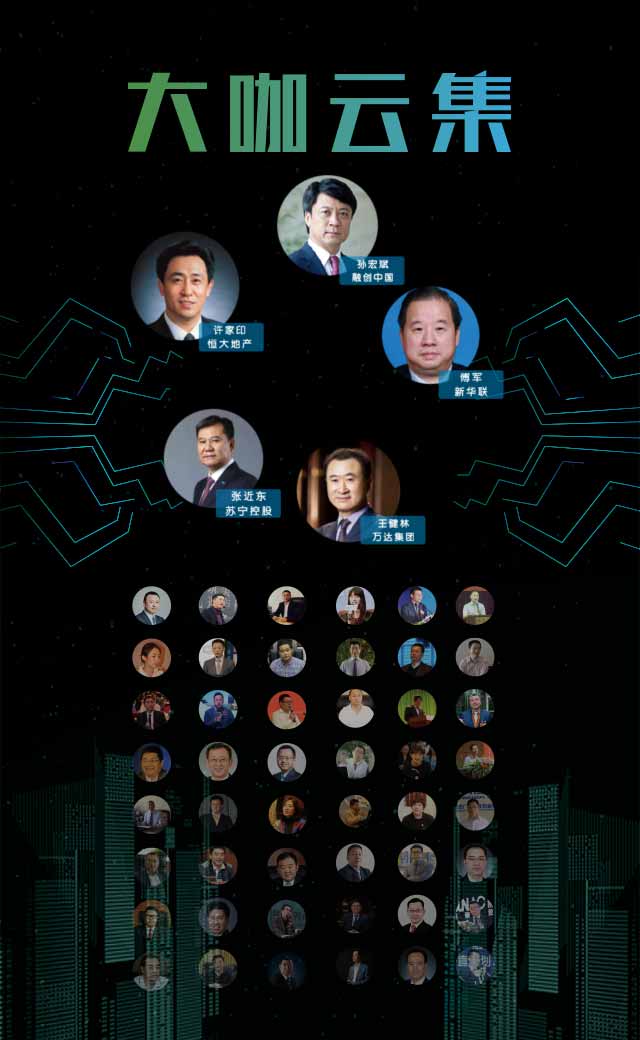 大咖云集
孙宏斌
融创中国
许家印
恒大地产
傅军
新华联
张近东
苏宁控股
王健林
万达集团